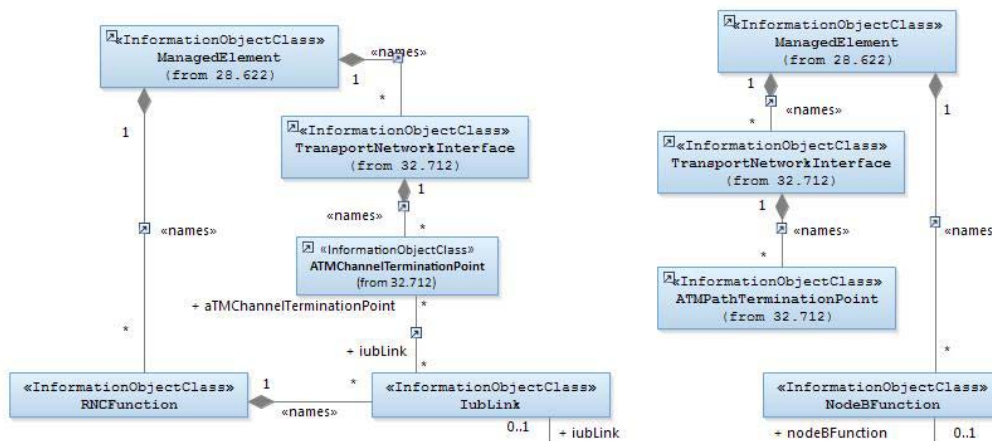 «InformationObjectClass»
ManagedElement
(from 28.622)
«names»
1
*
1
«InformationObjectClass»
TransportNetworkInterface
(from 32.712)
1
«names»
*
«names»
«InformationObjectClass»
ATMChannelTerminationPoint
(from 32.712)
+ aTMChannelTerminationPoint
*
*
+ iubLink
*
«InformationObjectClass»
RNCFunction
1
*
«names»
«InformationObjectClass»
IubLink
0..1
+ iubLink
«InformationObjectClass»
ManagedElement
(from 28.622)
1
1
«names»
*
«InformationObjectClass»
TransportNetworkInterface
(from 32.712)
1
«names»
*
«names
«InformationObjectClass»
ATMPathTerminationPoint
(from 32.712)
*
«InformationObjectClass»
NodeBFunction
+ nodeBFunction
0..1